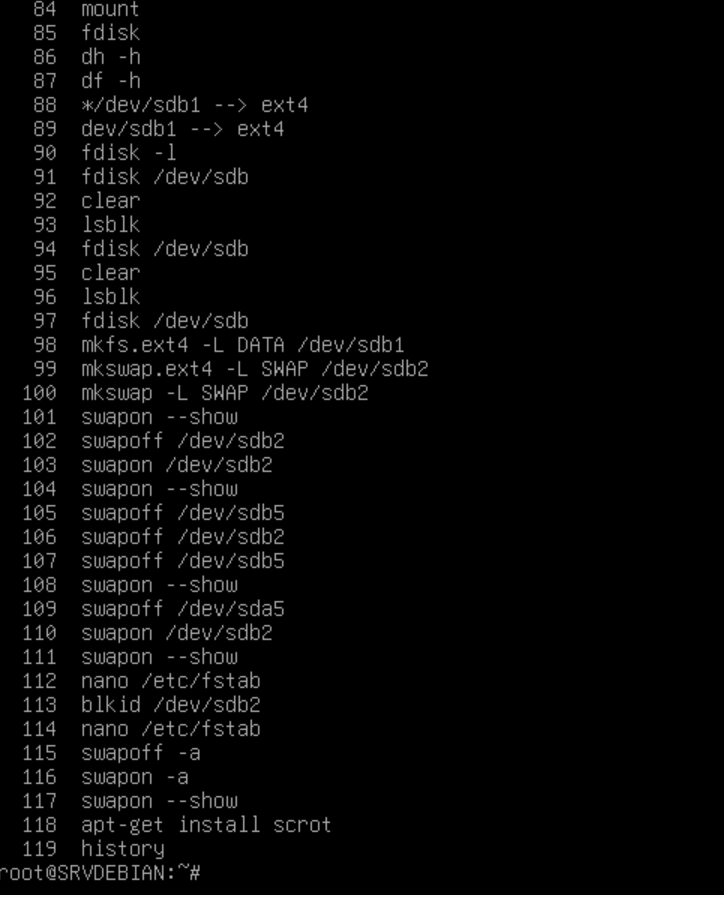 84 mount
85 fdisk
86 dh -h
87 df -h
88 */dev/sdb1 --> ext4
89 dev/sdb1 --> ext4
90 fdisk -l
91 fdisk /dev/sdb
92 clear
93 lsblk
94 fdisk /dev/sdb
95 clear
96 lsblk
97 fdisk /dev/sdb
98 mkfs.ext4 -L DATA /dev/sdb1
99 mkswap.ext4 -L SWAP /dev/sdb2
100 mkswap -L SWAP /dev/sdb2
101 swapon --show
102 swapoff /dev/sdb2
103 swapon /dev/sdb2
104 swapon --show
105 swapoff /dev/sdb5
106 swapoff /dev/sdb2
107 swapoff /dev/sdb5
108 swapon --show
109 swapoff /dev/sda5
110 swapon /dev/sdb2
111 swapon --show
112 nano /etc/fstab
113 blkid /dev/sdb2
114 nano /etc/fstab
115 swapoff -a
116 swapon -a
117 swapon --show
118 apt-get install scrot
119 history
root@SRVDEBIAN:~#